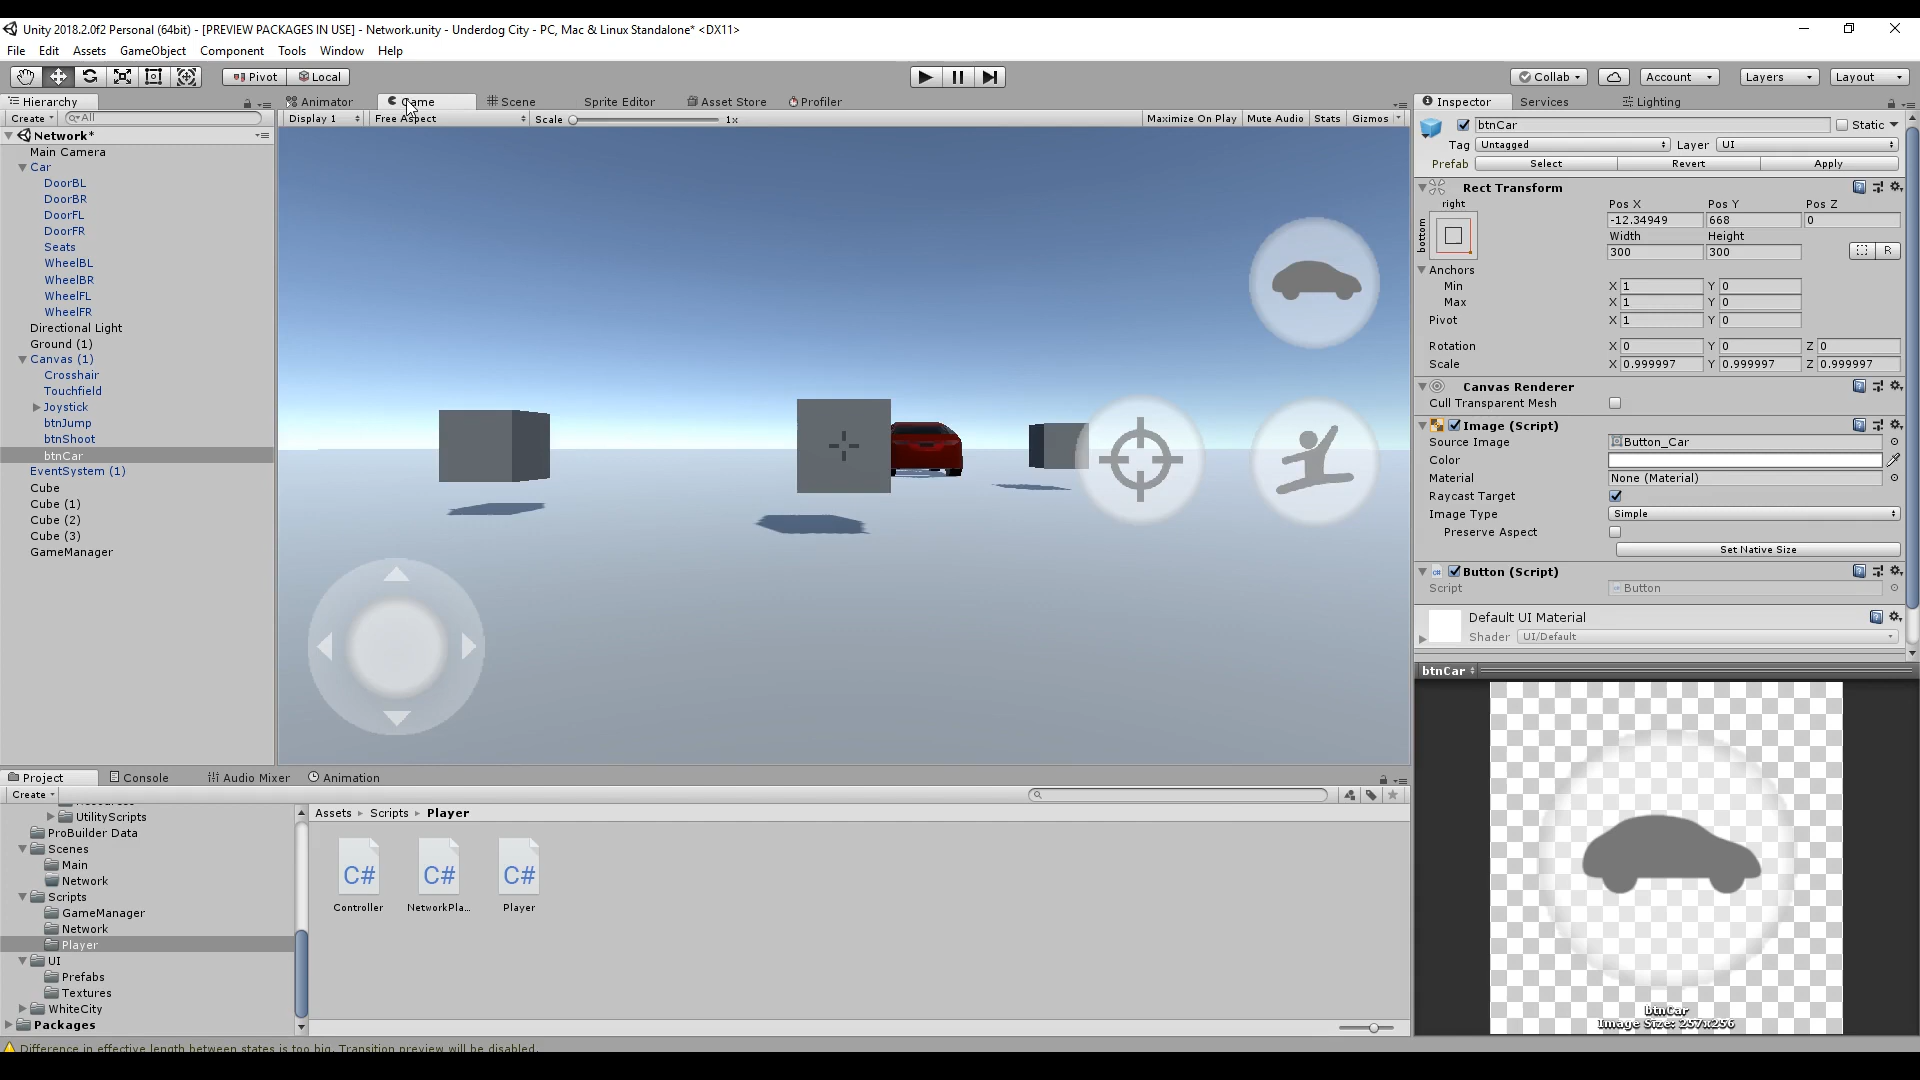 Unity 2018.2.0f2 Personal (64bit) - [PREVIEW PACKAGES IN USE] - Network.unity - Underdog City - PC, Mac & Linux Standalone* <DX11>
File Edit Assets GameObject Component Tools Window Help
Pivot Local Collab Account Layers Layout
Hierarchy Animator Game Scene Sprite Editor Asset Store Profiler Inspector Services Lighting
Create All Display 1 Free Aspect Scale 1x Maximize On Play Mute Audio Stats Gizmos
Network*
Main Camera
Car
DoorBL
DoorBR
DoorFL
DoorFR
Seats
WheelBL
WheelBR
WheelFL
WheelFR
Directional Light
Ground (1)
Canvas (1)
Crosshair
Touchfield
Joystick
btnJump
btnShoot
btnCar
EventSystem (1)
Cube
Cube (1)
Cube (2)
Cube (3)
GameManager
btnCar Static
Tag Untagged Layer UI
Prefab Select Revert Apply
Rect Transform
right Pos X Pos Y Pos Z
bottom -12.34949 668 0
Width Height
300 300 R
Anchors
Min X 1 Y 0
Max X 1 Y 0
Pivot X 1 Y 0
Rotation X 0 Y 0 Z 0
Scale X 0.999997 Y 0.999997 Z 0.999997
Canvas Renderer
Cull Transparent Mesh
Image (Script)
Source Image Button_Car
Color
Material None (Material)
Raycast Target
Image Type Simple
Preserve Aspect
Set Native Size
Button (Script)
Script Button
Default UI Material
Shader UI/Default
btnCar
btnCar
Image Size: 257x256
Project Console Audio Mixer Animation
Create
UtilityScripts
ProBuilder Data
Scenes
Main
Network
Scripts
GameManager
Network
Player
UI
Prefabs
Textures
WhiteCity
Packages
Assets Scripts Player
C# C# C#
Controller NetworkPla... Player
Difference in effective length between states is too big. Transition preview will be disabled.